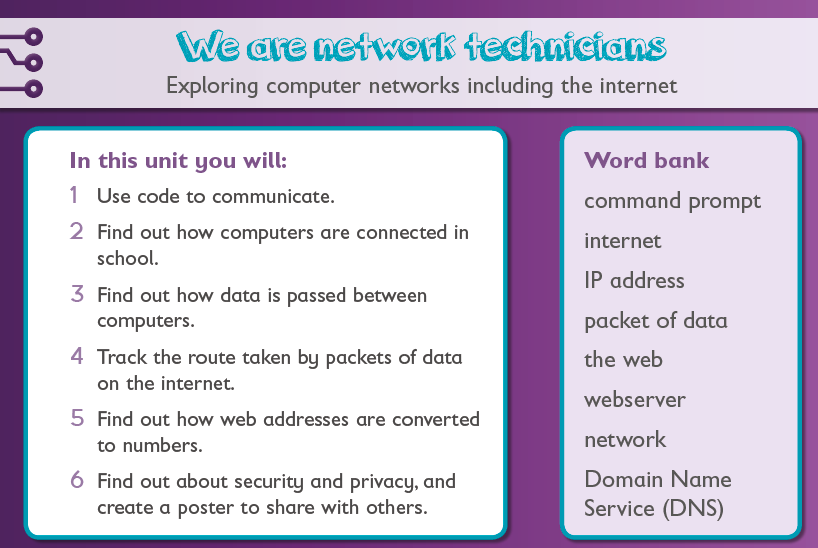 We are network technicians
Exploring computer networks including the internet
In this unit you will:
1 Use code to communicate.
2 Find out how computers are connected in
school.
3 Find out how data is passed between
computers.
4 Track the route taken by packets of data
on the internet.
5 Find out how web addresses are converted
to numbers.
6 Find out about security and privacy, and
create a poster to share with others.
Word bank
command prompt
internet
IP address
packet of data
the web
webserver
network
Domain Name
Service (DNS)